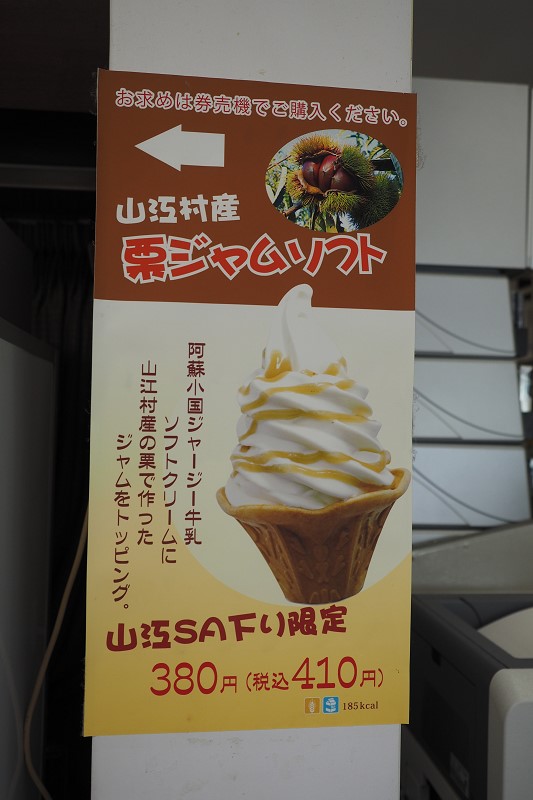 お求めは券売機でご購入ください。
山江村産
栗ジャムソフト
阿蘇小国ジャージー牛乳
ソフトクリームに
山江村産の栗で作った
ジャムをトッピング。
山江SA下り限定
380円(税込410円)
185kcal